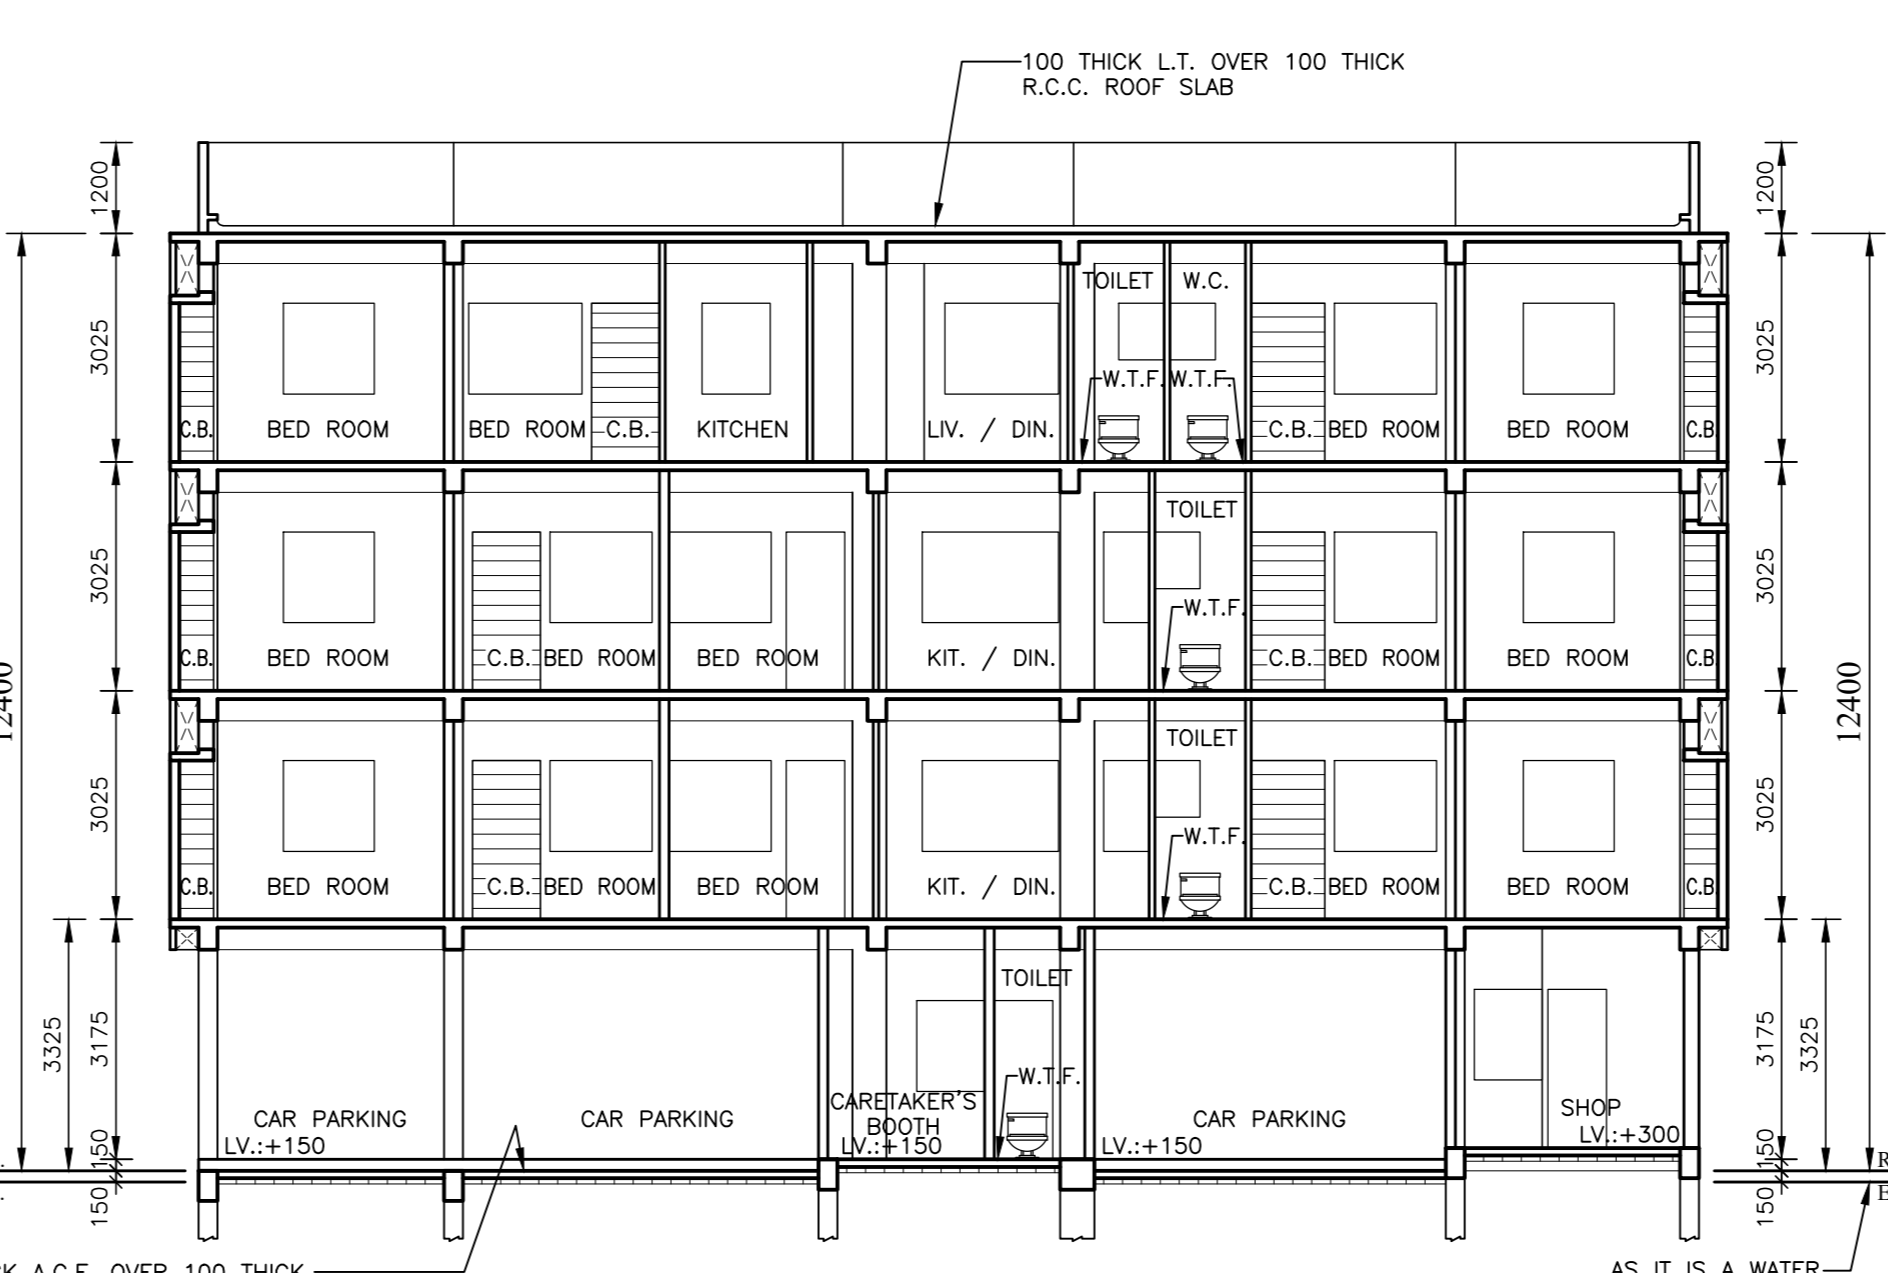 100 THICK L.T. OVER 100 THICK
R.C.C. ROOF SLAB
1200
1200
TOILET W.C.
3025
3025
W.T.F. W.T.F.
C.B. BED ROOM BED ROOM C.B. KITCHEN LIV. / DIN. C.B. BED ROOM BED ROOM C.B.
TOILET
3025
3025
W.T.F.
C.B. BED ROOM C.B. BED ROOM BED ROOM KIT. / DIN. C.B. BED ROOM BED ROOM C.B.
12400
12400
TOILET
3025
3025
W.T.F.
C.B. BED ROOM C.B. BED ROOM BED ROOM KIT. / DIN. C.B. BED ROOM BED ROOM C.B.
TOILET
3325
3175
3175
3325
W.T.F.
CARETAKER'S
BOOTH
CAR PARKING CAR PARKING CAR PARKING SHOP
LV.:+150 LV.:+150 LV.:+150 LV.:+300
150
150
150
150
R
E
A.C.F. OVER 100 THICK
AS IT IS A WATER